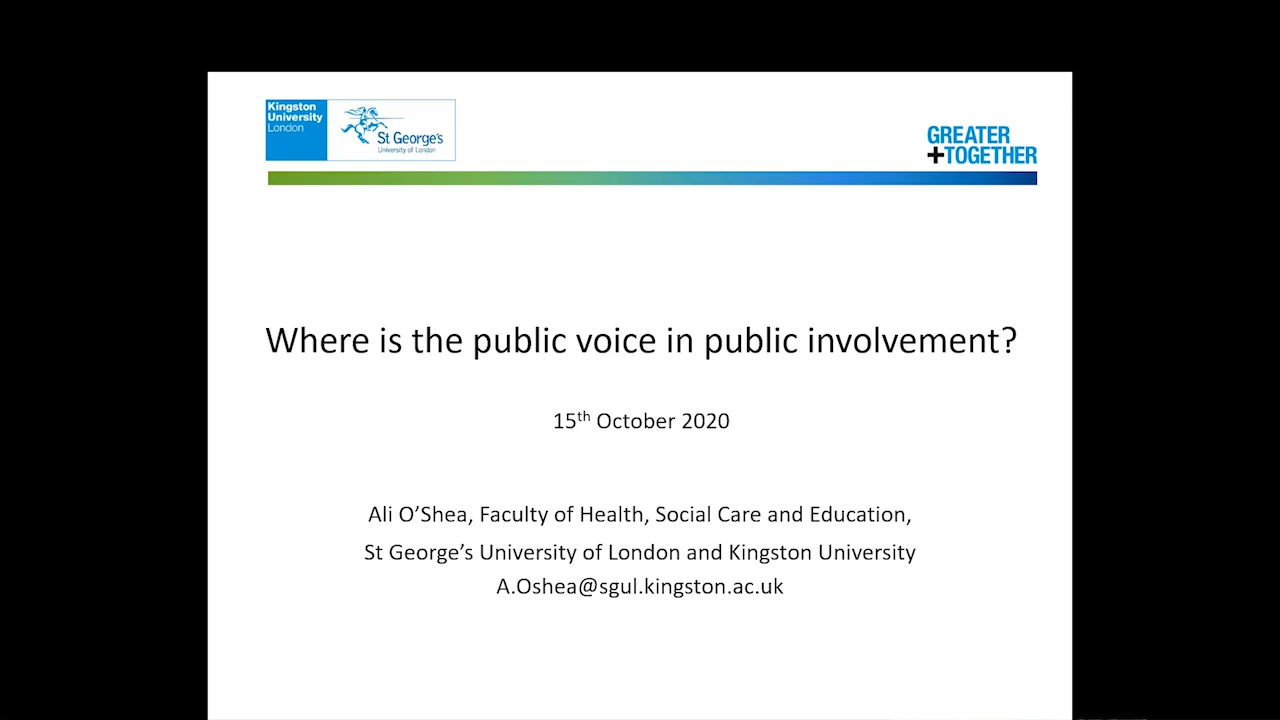 Kingston
University
London
St George's
University of London
GREATER
+TOGETHER
Where is the public voice in public involvement?
15th October 2020
Ali O’Shea, Faculty of Health, Social Care and Education,
St George’s University of London and Kingston University
A.Oshea@sgul.kingston.ac.uk